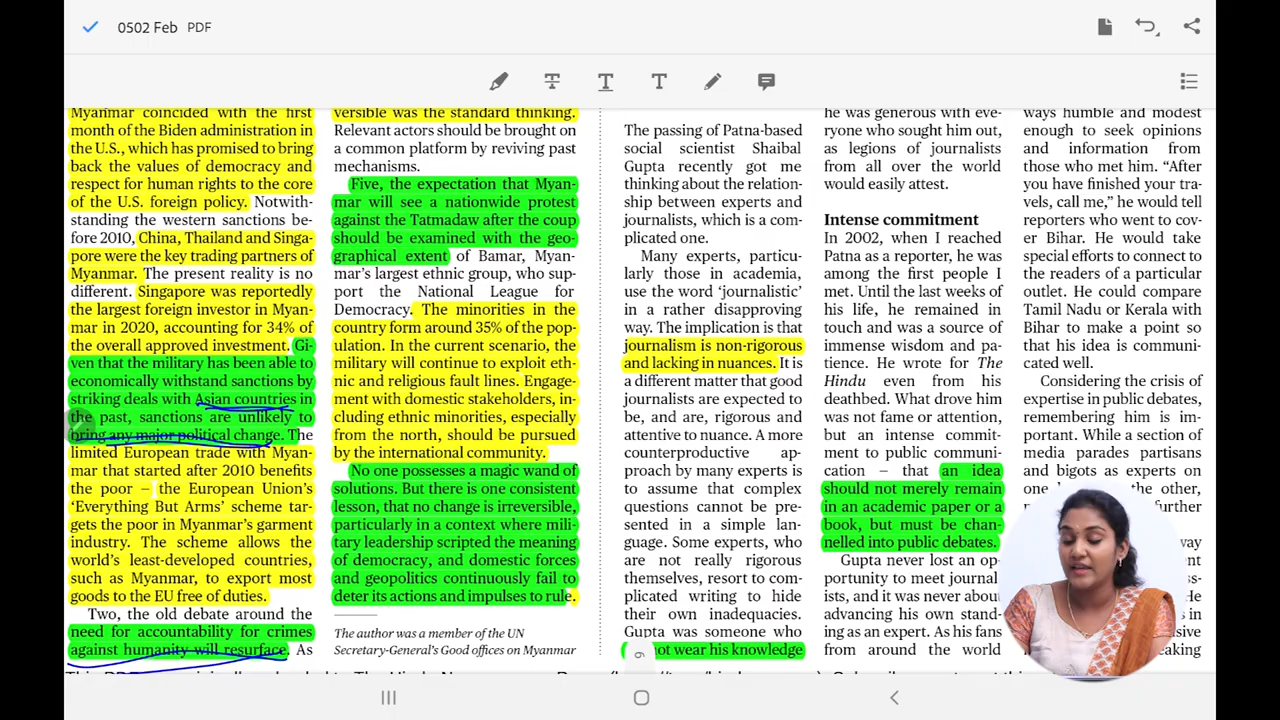 0502 Feb PDF
Myanmar coincided with the first
month of the Biden administration in
the U.S., which has promised to bring
back the values of democracy and
respect for human rights to the core
of the U.S. foreign policy. Notwith-
standing the western sanctions be-
fore 2010, China, Thailand and Singa-
pore were the key trading partners of
Myanmar. The present reality is no
different. Singapore was reportedly
the largest foreign investor in Myan-
mar in 2020, accounting for 34% of
the overall approved investment. Gi-
ven that the military has been able to
economically withstand sanctions by
striking deals with Asian countries in
the past, sanctions are unlikely to
bring any major political change. The
limited European trade with Myan-
mar that started after 2010 benefits
the poor – the European Union's
'Everything But Arms' scheme tar-
gets the poor in Myanmar's garment
industry. The scheme allows the
world's least-developed countries,
such as Myanmar, to export most
goods to the EU free of duties.
Two, the old debate around the
need for accountability for crimes
against humanity will resurface. As
versible was the standard thinking.
Relevant actors should be brought on
a common platform by reviving past
mechanisms.
Five, the expectation that Myan-
mar will see a nationwide protest
against the Tatmadaw after the coup
should be examined with the geo-
graphical extent of Bamar, Myan-
mar's largest ethnic group, who sup-
port the National League for
Democracy. The minorities in the
country form around 35% of the pop-
ulation. In the current scenario, the
military will continue to exploit eth-
nic and religious fault lines. Engage-
ment with domestic stakeholders, in-
cluding ethnic minorities, especially
from the north, should be pursued
by the international community.
No one possesses a magic wand of
solutions. But there is one consistent
lesson, that no change is irreversible,
particularly in a context where mili-
tary leadership scripted the meaning
of democracy, and domestic forces
and geopolitics continuously fail to
deter its actions and impulses to rule.
The author was a member of the UN
Secretary-General's Good offices on Myanmar
The passing of Patna-based
social scientist Shaibal
Gupta recently got me
thinking about the relation-
ship between experts and
journalists, which is a com-
plicated one.
Many experts, particu-
larly those in academia,
use the word 'journalistic'
in a rather disapproving
way. The implication is that
journalism is non-rigorous
and lacking in nuances. It is
a different matter that good
journalists are expected to
be, and are, rigorous and
attentive to nuance. A more
counterproductive ap-
proach by many experts is
to assume that complex
questions cannot be pre-
sented in a simple lan-
guage. Some experts, who
are not really rigorous
themselves, resort to com-
plicated writing to hide
their own inadequacies.
Gupta was someone who
not wear his knowledge
he was generous with eve-
ryone who sought him out,
as legions of journalists
from all over the world
would easily attest.
Intense commitment
In 2002, when I reached
Patna as a reporter, he was
among the first people I
met. Until the last weeks of
his life, he remained in
touch and was a source of
immense wisdom and pa-
tience. He wrote for The
Hindu even from his
deathbed. What drove him
was not fame or attention,
but an intense commit-
ment to public communi-
cation – that an idea
should not merely remain
in an academic paper or a
book, but must be chan-
nelled into public debates.
Gupta never lost an op-
portunity to meet journal-
ists, and it was never about
advancing his own stand-
ing as an expert. As his fans
from around the world
ways humble and modest
enough to seek opinions
and information from
those who met him. "After
you have finished your tra-
vels, call me," he would tell
reporters who went to cov-
er Bihar. He would take
special efforts to connect to
the readers of a particular
outlet. He could compare
Tamil Nadu or Kerala with
Bihar to make a point so
that his idea is communi-
cated well.
Considering the crisis of
expertise in public debates,
remembering him is im-
portant. While a section of
media parades partisans
and bigots as experts on
the other,
further